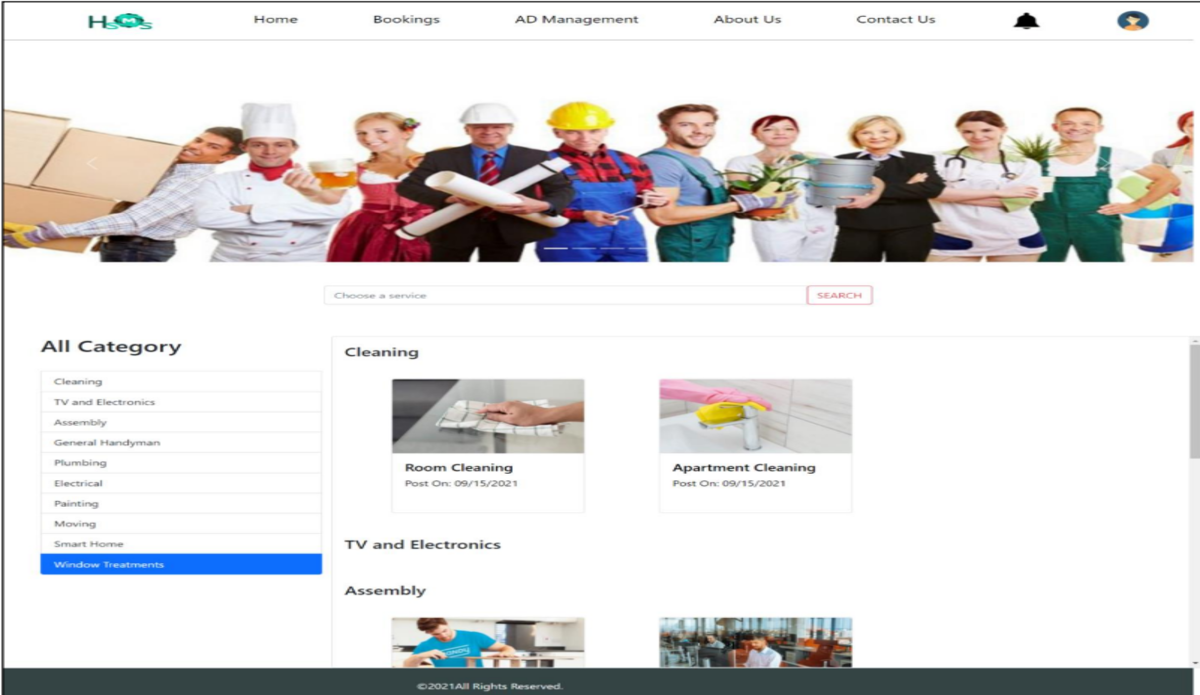 HSMS
Home
Bookings
AD Management
About Us
Contact Us
Choose a service
SEARCH
All Category
Cleaning
TV and Electronics
Assembly
General Handyman
Plumbing
Electrical
Painting
Moving
Smart Home
Window Treatments
Cleaning
Room Cleaning
Post On: 09/15/2021
Apartment Cleaning
Post On: 09/15/2021
TV and Electronics
Assembly
©2021All Rights Reserved.